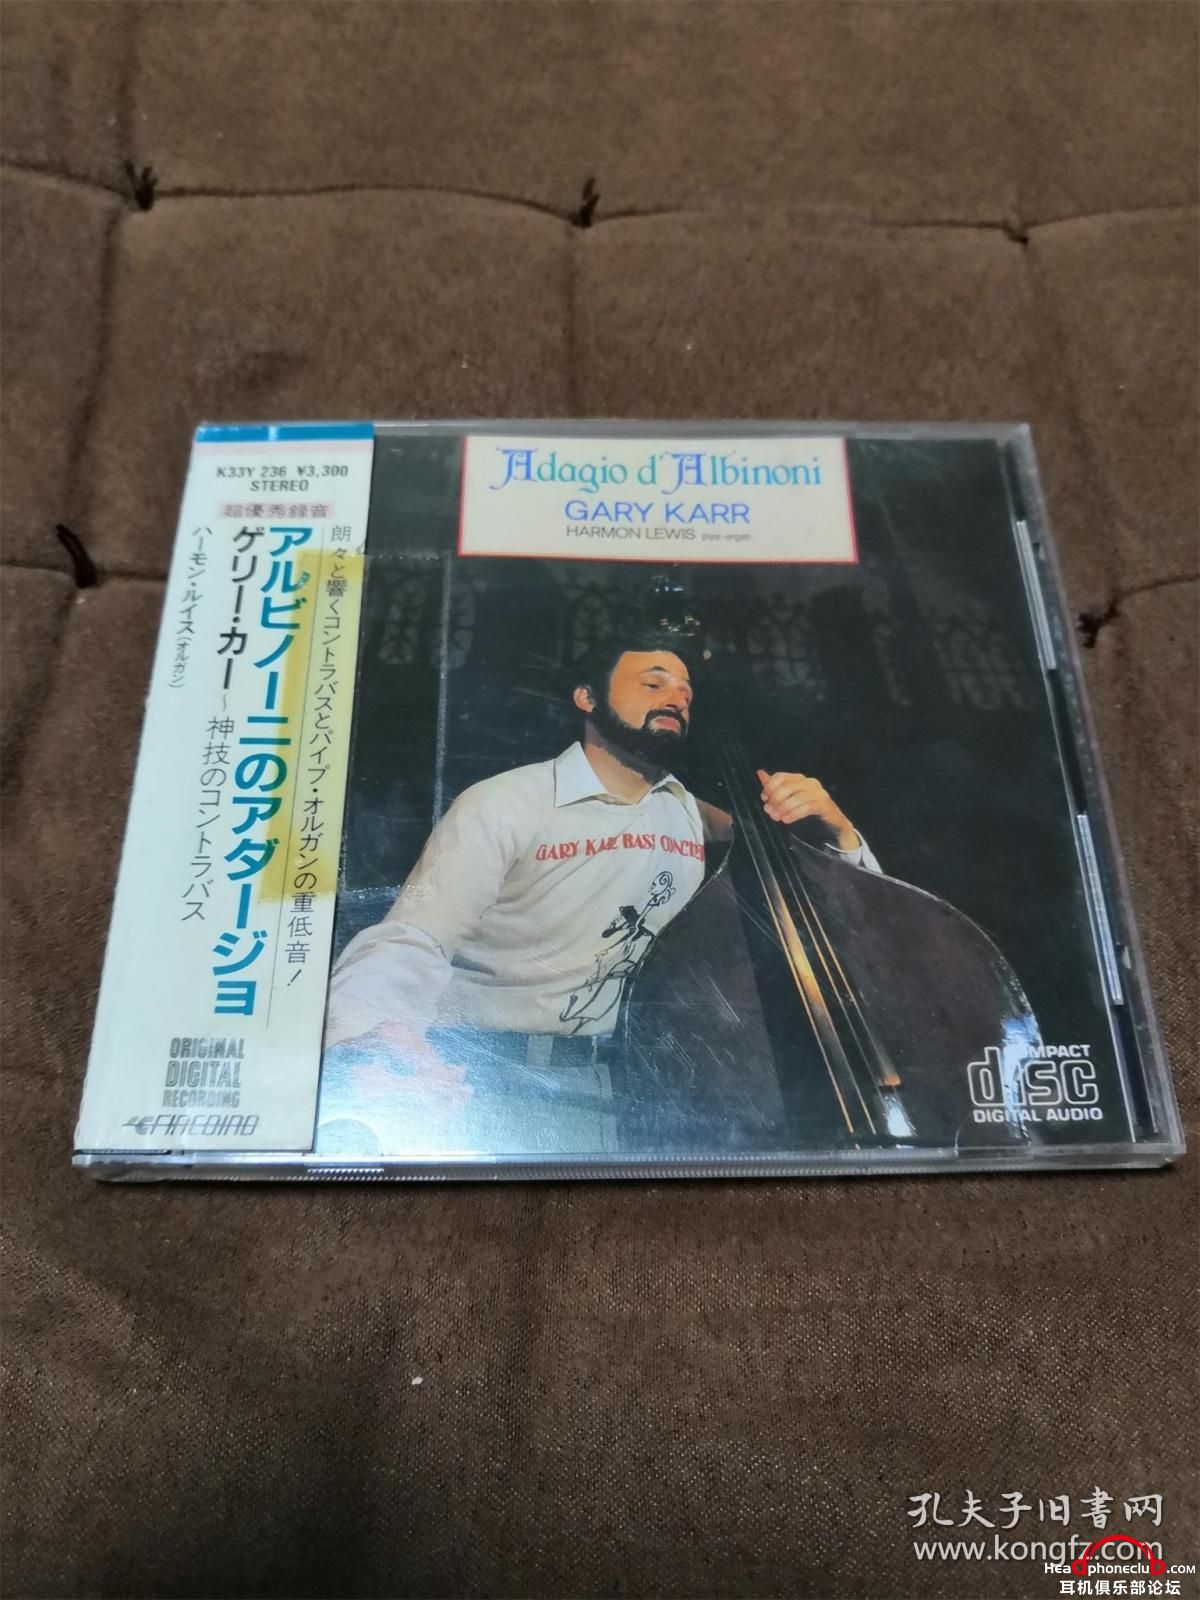 K33Y 236 ¥3,300
STEREO
超優秀録音
朗々と響くコントラバスとパイプ・オルガンの重低音!
アルビノーニのアダージョ
ゲリー・カー~神技のコントラバス
ハーモン・ルイス(オルガン)
ORIGINAL
DIGITAL
RECORDING
FIREBIRD
Adagio d'Albinoni
GARY KARR
HARMON LEWIS pipe-organ
GARY KARR BASS
COMPACT
disc
DIGITAL AUDIO
孔夫子旧书网
www.kongfz.com
Headphoneclub.com
耳机俱乐部论坛